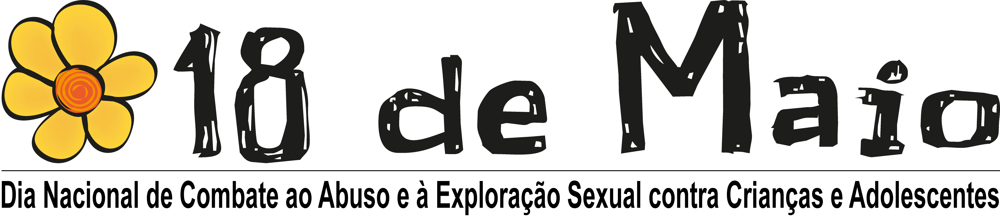 18 de Maio
Dia Nacional de Combate ao Abuso e à Exploração Sexual contra Crianças e Adolescentes